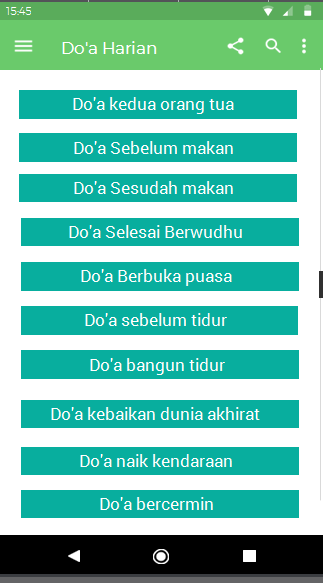 15:45
Do'a Harian
Do'a kedua orang tua
Do'a Sebelum makan
Do'a Sesudah makan
Do'a Selesai Berwudhu
Do'a Berbuka puasa
Do'a sebelum tidur
Do'a bangun tidur
Do'a kebaikan dunia akhirat
Do'a naik kendaraan
Do'a bercermin